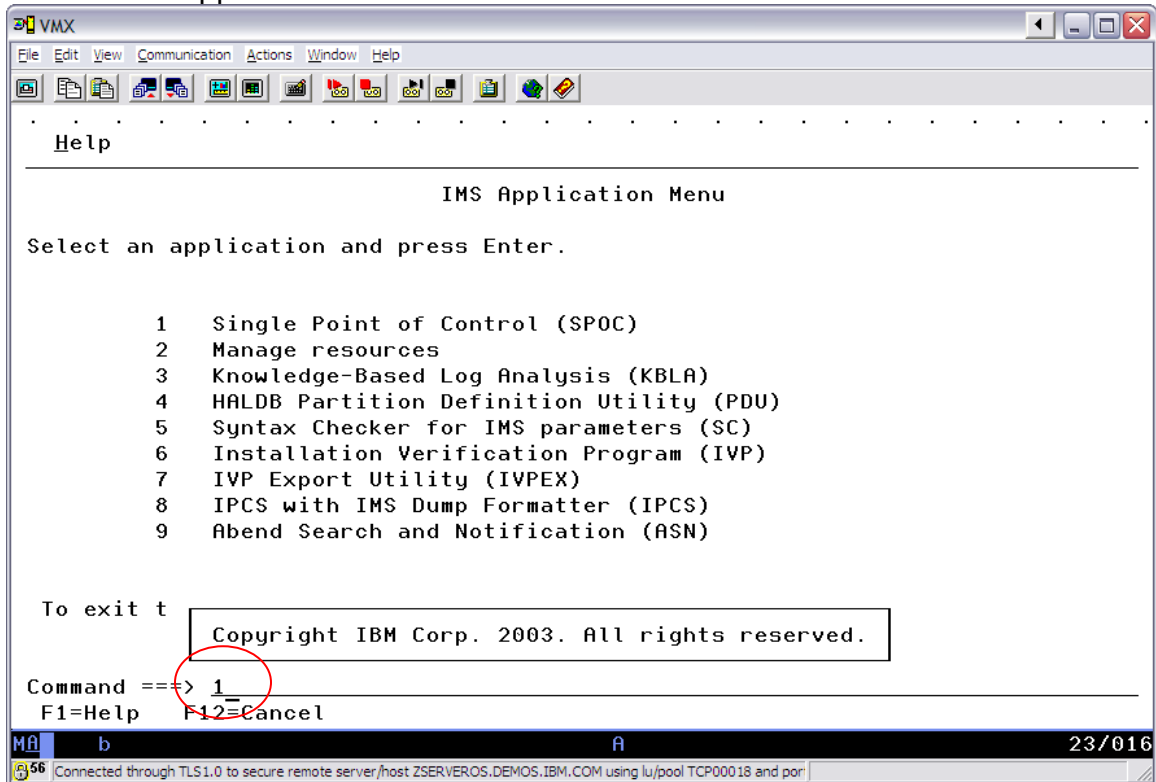 VMX
File Edit View Communication Actions Window Help
. . . . . . . . . . . . . . . . . . . . . . . . . . .
Help
IMS Application Menu
Select an application and press Enter.
1 Single Point of Control (SPOC)
2 Manage resources
3 Knowledge-Based Log Analysis (KBLA)
4 HALDB Partition Definition Utility (PDU)
5 Syntax Checker for IMS parameters (SC)
6 Installation Verification Program (IVP)
7 IVP Export Utility (IVPEX)
8 IPCS with IMS Dump Formatter (IPCS)
9 Abend Search and Notification (ASN)
To exit t
Copyright IBM Corp. 2003. All rights reserved.
Command ===> 1
F1=Help F12=Cancel
MA b A 23/016
56 Connected through TLS1.0 to secure remote server/host ZSERVEROS.DEMOS.IBM.COM using lu/pool TCP00018 and por